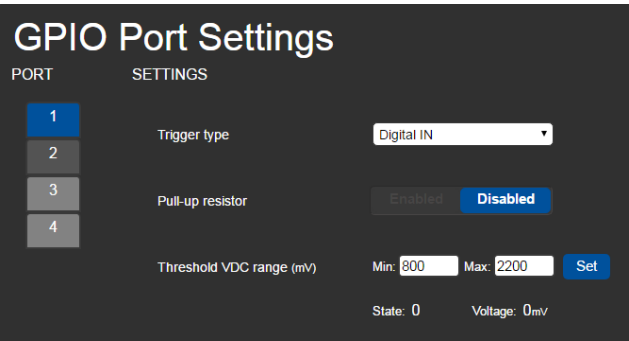 GPIO Port Settings
PORT SETTINGS
1
Trigger type Digital IN
2
3
Pull-up resistor Enabled Disabled
4
Threshold VDC range (mV) Min: 800 Max: 2200 Set
State: 0 Voltage: 0mV